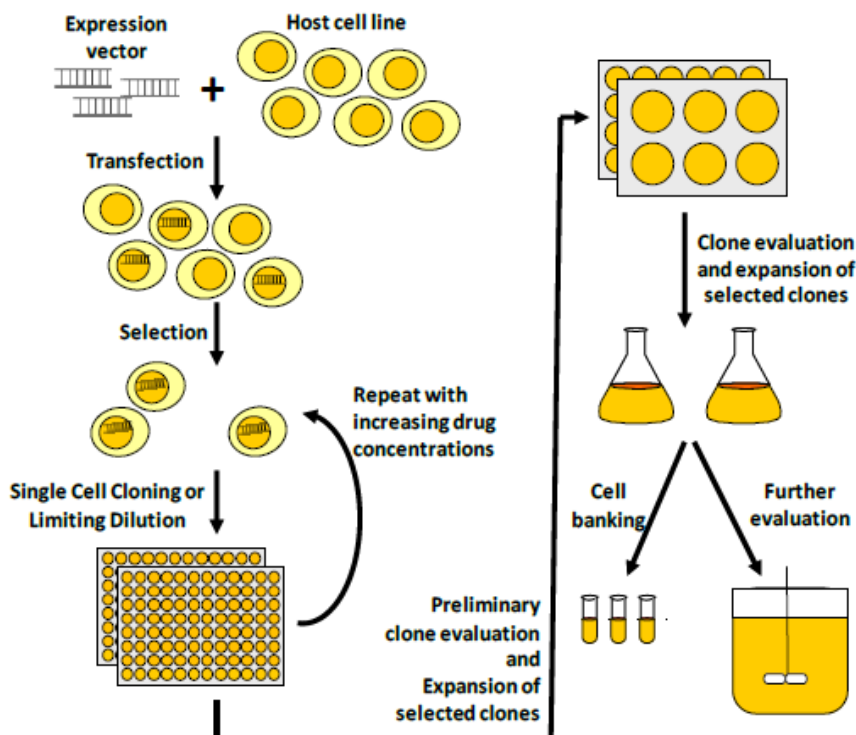 Expression
vector
Host cell line
+
Transfection
Selection
Repeat with
increasing drug
concentrations
Single Cell Cloning or
Limiting Dilution
Preliminary
clone evaluation
and
Expansion of
selected clones
Clone evaluation
and expansion of
selected clones
Cell
banking
Further
evaluation